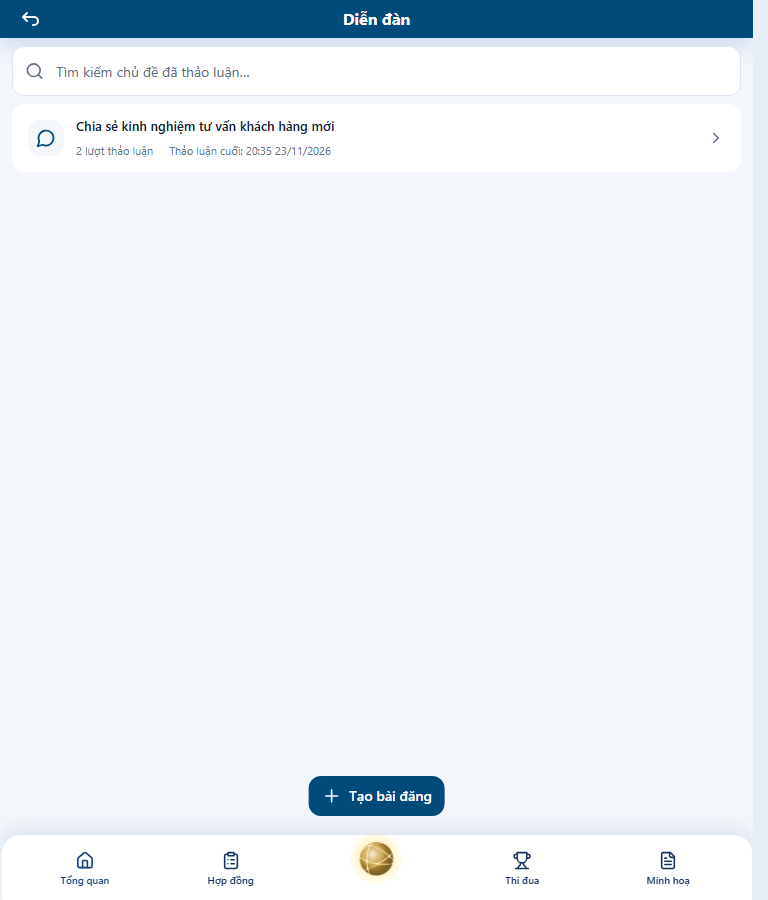 Diễn đàn
Tìm kiếm chủ đề đã thảo luận...
Chia sẻ kinh nghiệm tư vấn khách hàng mới
2 lượt thảo luận Thảo luận cuối: 20:35 23/11/2026
Tạo bài đăng
Tổng quan Hợp đồng Thi đua Minh hoạ